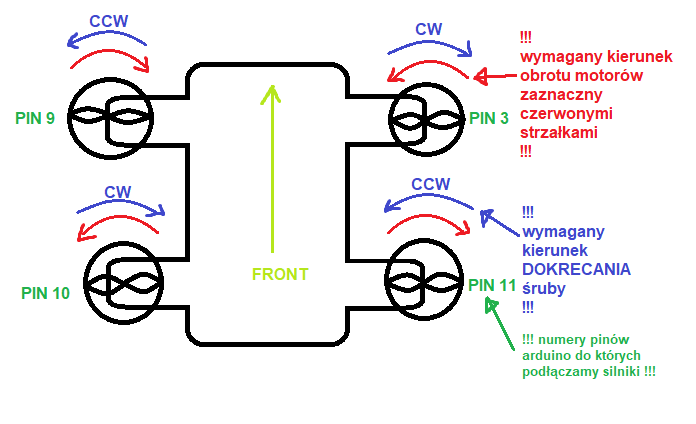 CCW
CW
!!!
wymagany kierunek
obrotu motorów
zaznaczny
czerwonymi
strzałkami
!!!
PIN 9
PIN 3
CW
CCW
!!!
wymagany
kierunek
DOKRECANIA
śruby
!!!
FRONT
PIN 10
PIN 11
!!! numery pinów
arduino do których
podłączamy silniki !!!